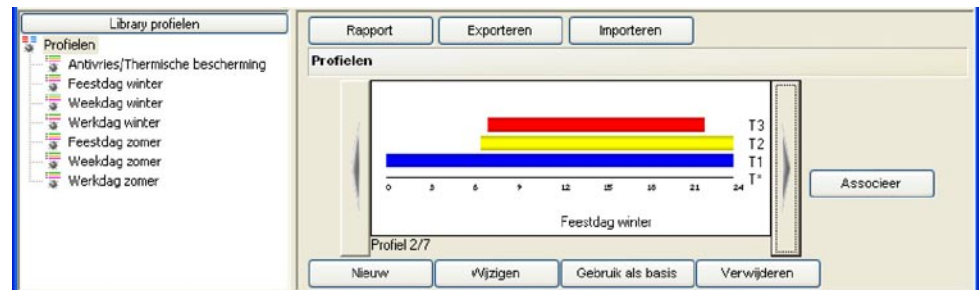 Library profielen
Profielen
Antivries/Thermische bescherming
Feestdag winter
Weekdag winter
Werkdag winter
Feestdag zomer
Weekdag zomer
Werkdag zomer
Rapport Exporteren Importeren
Profielen
T3
T2
T1
T*
0 3 6 9 12 15 18 21 24
Feestdag winter
Profiel 2/7
Associeer
Nieuw Wijzigen Gebruik als basis Verwijderen